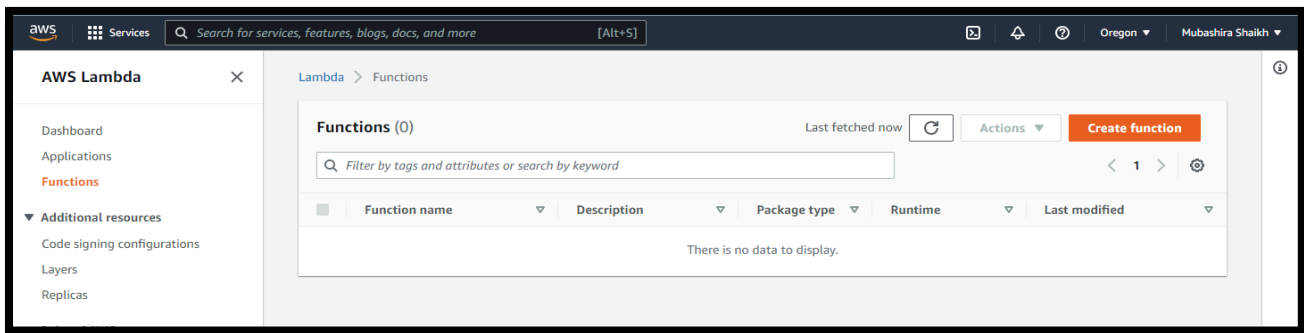 aws Services Search for services, features, blogs, docs, and more [Alt+S] Oregon ▼ Mubashira Shaikh ▼
AWS Lambda
Dashboard
Applications
Functions
▼ Additional resources
Code signing configurations
Layers
Replicas
Lambda > Functions
Functions (0) Last fetched now Actions ▼ Create function
Filter by tags and attributes or search by keyword < 1 >
Function name Description Package type Runtime Last modified
There is no data to display.